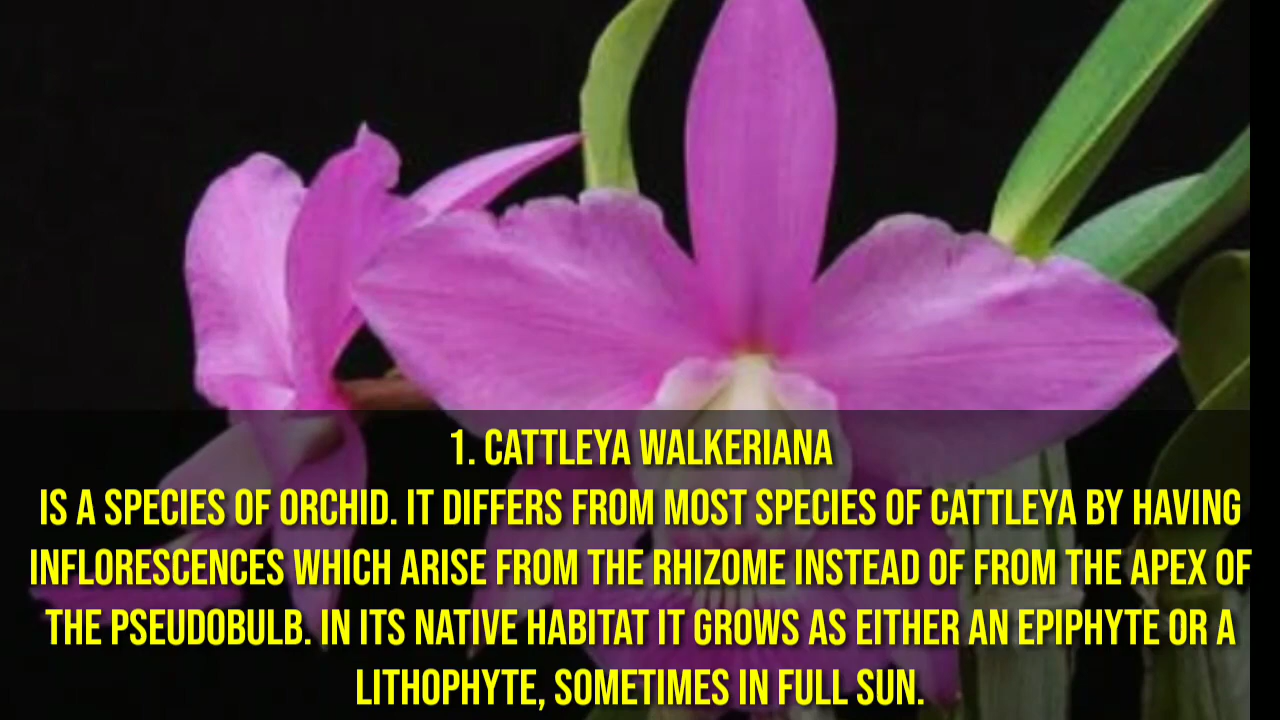 1. CATTLEYA WALKERIANA
IS A SPECIES OF ORCHID. IT DIFFERS FROM MOST SPECIES OF CATTLEYA BY HAVING
INFLORESCENCES WHICH ARISE FROM THE RHIZOME INSTEAD OF FROM THE APEX OF
THE PSEUDOBULB. IN ITS NATIVE HABITAT IT GROWS AS EITHER AN EPIPHYTE OR A
LITHOPHYTE, SOMETIMES IN FULL SUN.